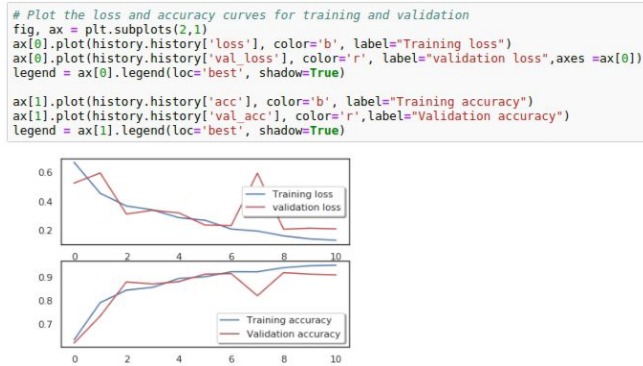 # Plot the loss and accuracy curves for training and validation
fig, ax = plt.subplots(2,1)
ax[0].plot(history.history['loss'], color='b', label="Training loss")
ax[0].plot(history.history['val_loss'], color='r', label="validation loss",axes =ax[0])
legend = ax[0].legend(loc='best', shadow=True)
ax[1].plot(history.history['acc'], color='b', label="Training accuracy")
ax[1].plot(history.history['val_acc'], color='r',label="Validation accuracy")
legend = ax[1].legend(loc='best', shadow=True)
0.6
0.4
0.2
Training loss
validation loss
0 2 4 6 8 10
0.9
0.8
0.7
Training accuracy
Validation accuracy
0 2 4 6 8 10